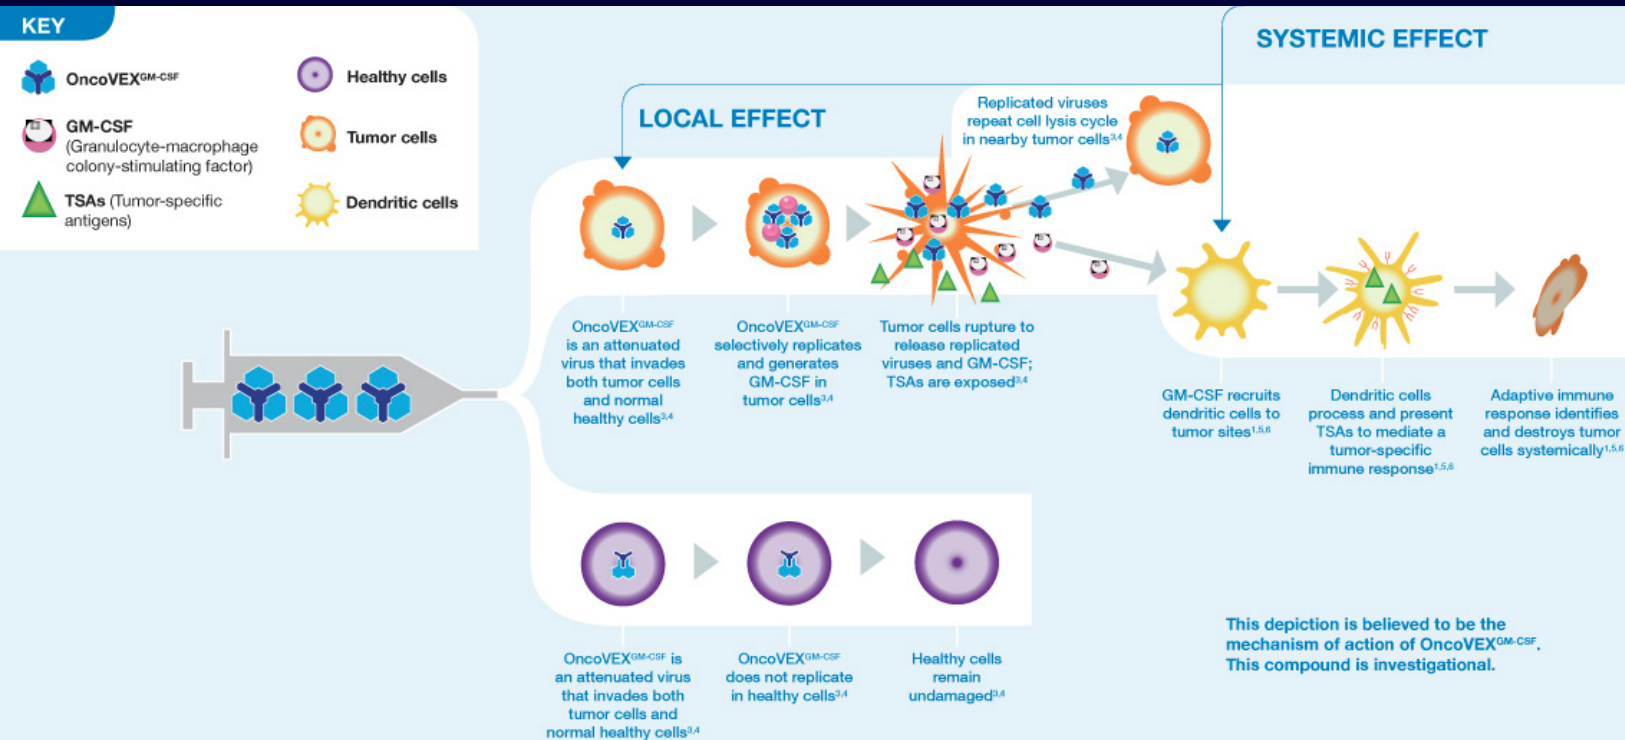 KEY
OncoVEXGM-CSF
GM-CSF
(Granulocyte-macrophage
colony-stimulating factor)
TSAs (Tumor-specific
antigens)
Healthy cells
Tumor cells
Dendritic cells
SYSTEMIC EFFECT
LOCAL EFFECT
Replicated viruses
repeat cell lysis cycle
in nearby tumor cells3,4
OncoVEXGM-CSF
is an attenuated
virus that invades
both tumor cells
and normal
healthy cells3,4
OncoVEXGM-CSF
selectively replicates
and generates
GM-CSF in
tumor cells3,4
Tumor cells rupture to
release replicated
viruses and GM-CSF;
TSAs are exposed3,4
GM-CSF recruits
dendritic cells to
tumor sites1,5,6
Dendritic cells
process and present
TSAs to mediate a
tumor-specific
immune response1,5,6
Adaptive immune
response identifies
and destroys tumor
cells systemically1,5,6
OncoVEXGM-CSF is
an attenuated virus
that invades both
tumor cells and
normal healthy cells3,4
OncoVEXGM-CSF
does not replicate
in healthy cells3,4
Healthy cells
remain
undamaged3,4
This depiction is believed to be the
mechanism of action of OncoVEXGM-CSF.
This compound is investigational.